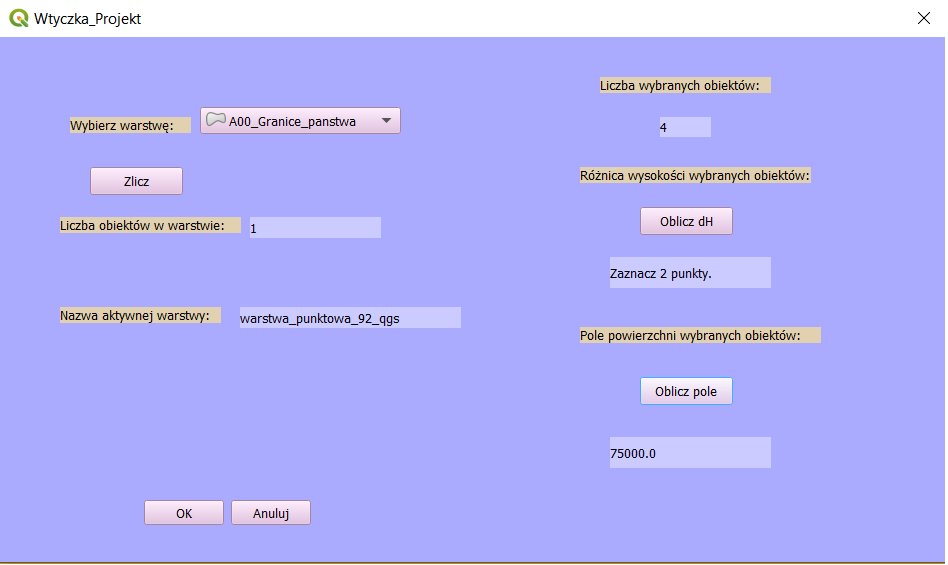 Wtyczka_Projekt
Wybierz warstwę:
A00_Granice_panstwa
Zlicz
Liczba obiektów w warstwie:
1
Nazwa aktywnej warstwy:
warstwa_punktowa_92_qgs
OK
Anuluj
Liczba wybranych obiektów:
4
Różnica wysokości wybranych obiektów:
Oblicz dH
Zaznacz 2 punkty.
Pole powierzchni wybranych obiektów:
Oblicz pole
75000.0